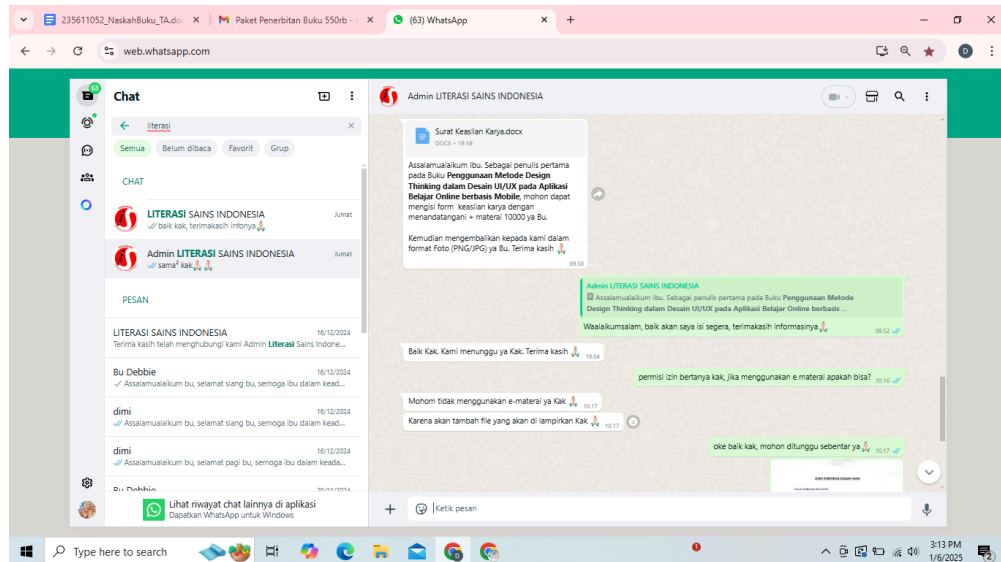 235611052_NaskahBuku_TA.doc
Paket Penerbitan Buku 550rb -
(63) WhatsApp
web.whatsapp.com
63
Chat
literasi
Semua
Belum dibaca
Favorit
Grup
CHAT
LITERASI SAINS INDONESIA
Jumat
baik kak, terimakasih infonya🙏🏻
Admin LITERASI SAINS INDONESIA
Jumat
sama² kak🙏🏻🙏🏻
PESAN
LITERASI SAINS INDONESIA
16/12/2024
Terima kasih telah menghubungi kami Admin Literasi Sains Indone...
Bu Debbie
16/12/2024
Assalamualaikum bu, selamat siang bu, semoga ibu dalam kead...
dimi
16/12/2024
Assalamualaikum bu, selamat siang bu, semoga ibu dalam kead...
dimi
16/12/2024
Assalamualaikum bu, selamat pagi bu, semoga ibu dalam keada...
Bu Debbie
Lihat riwayat chat lainnya di aplikasi
Dapatkan WhatsApp untuk Windows
Admin LITERASI SAINS INDONESIA
Surat Keaslian Karya.docx
DOCX • 18 kB
Assalamualaikum Ibu. Sebagai penulis pertama
pada Buku Penggunaan Metode Design
Thinking dalam Desain UI/UX pada Aplikasi
Belajar Online berbasis Mobile, mohon dapat
mengisi form keaslian karya dengan
menandatangani + materai 10000 ya Bu.
Kemudian mengembalikan kepada kami dalam
format Foto (PNG/JPG) ya Bu. Terima kasih 🙏🏻
09.50
Admin LITERASI SAINS INDONESIA
Assalamualaikum Ibu. Sebagai penulis pertama pada Buku Penggunaan Metode
Design Thinking dalam Desain UI/UX pada Aplikasi Belajar Online berbasis ...
Waalaikumsalam, baik akan saya isi segera, terimakasih informasinya🙏🏻
09.52
Baik Kak. Kami menunggu ya Kak. Terima kasih 🙏🏻
10.04
permisi izin bertanya kak, jika menggunakan e materai apakah bisa?
10.16
Mohom tidak menggunakan e-materai ya Kak 🙏🏻
10.17
Karena akan tambah file yang akan di lampirkan Kak 🙏🏻
10.17
oke baik kak, mohon ditunggu sebentar ya🙏🏻
10.17
Ketik pesan
Type here to search
3:13 PM
1/6/2025
2